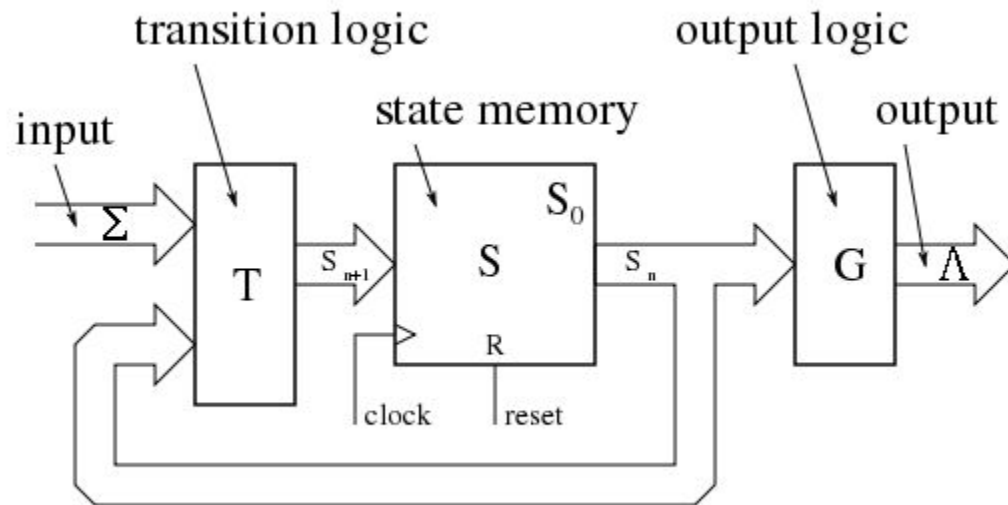 transition logic
output logic
input
state memory
output
Σ
S₀
T
Sₙ₊₁
S
Sₙ
G
Λ
R
clock
reset